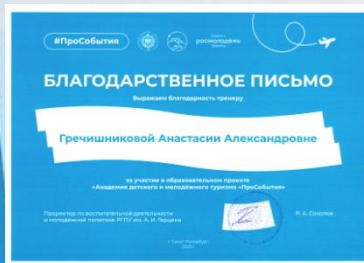 #ПроСобытия
росмолодёжь
БЛАГОДАРСТВЕННОЕ ПИСЬМО
Выражаем благодарность тренеру
Гречишниковой Анастасии Александровне
за участие в образовательном проекте
«Академия детского и молодёжного туризма «ПроСобытия»
Проректор по воспитательной деятельности
и молодёжной политике РГПУ им. А. И. Герцена
Р. А. Соколов
г. Санкт-Петербург